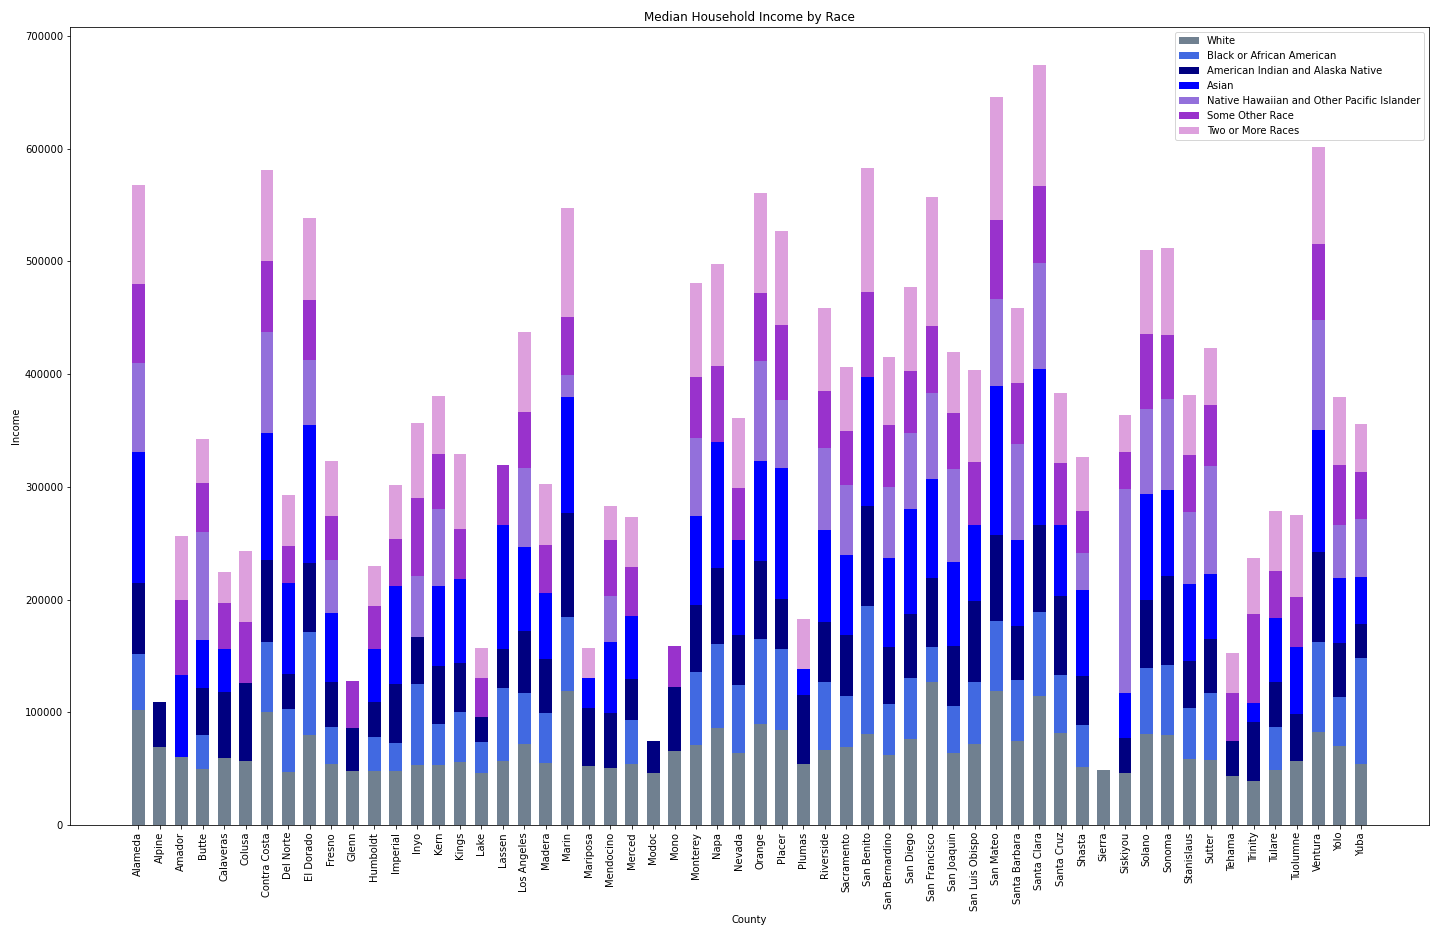 Median Household Income by Race
White
Black or African American
American Indian and Alaska Native
Asian
Native Hawaiian and Other Pacific Islander
Some Other Race
Two or More Races
Income
700000
600000
500000
400000
300000
200000
100000
0
Alameda
Alpine
Amador
Butte
Calaveras
Colusa
Contra Costa
Del Norte
El Dorado
Fresno
Glenn
Humboldt
Imperial
Inyo
Kern
Kings
Lake
Lassen
Los Angeles
Madera
Marin
Mariposa
Mendocino
Merced
Modoc
Mono
Monterey
Napa
Nevada
Orange
Placer
Plumas
Riverside
Sacramento
San Benito
San Bernardino
San Diego
San Francisco
San Joaquin
San Luis Obispo
San Mateo
Santa Barbara
Santa Clara
Santa Cruz
Shasta
Sierra
Siskiyou
Solano
Sonoma
Stanislaus
Sutter
Tehama
Trinity
Tulare
Tuolumne
Ventura
Yolo
Yuba
County